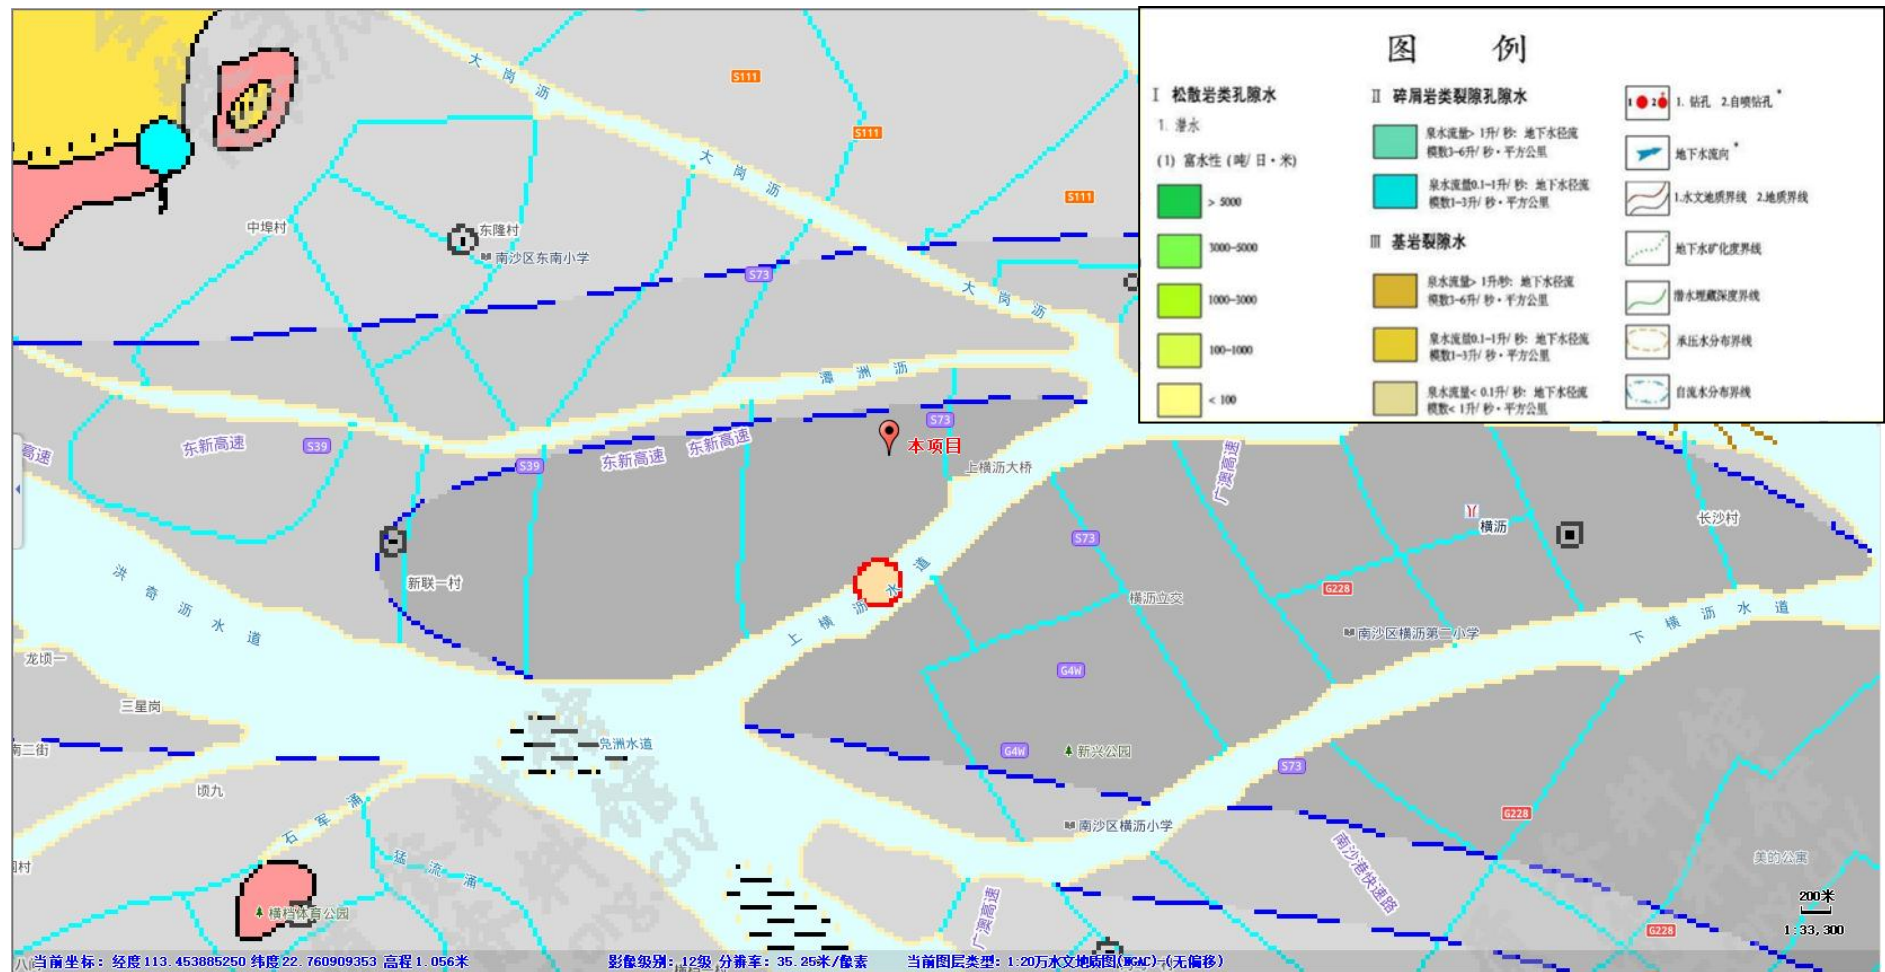 图 例
I 松散岩类孔隙水
1. 潜水
(1) 富水性(吨/日·米)
> 5000
3000-5000
1000-3000
100-1000
< 100
II 碎屑岩类裂隙孔隙水
泉水流量> 1升/秒: 地下水径流
模数3-6升/秒·平方公里
泉水流量0.1-1升/秒: 地下水径流
模数1-3升/秒·平方公里
III 基岩裂隙水
泉水流量> 1升/秒: 地下水径流
模数3-6升/秒·平方公里
泉水流量0.1-1升/秒: 地下水径流
模数1-3升/秒·平方公里
泉水流量< 0.1升/秒: 地下水径流
模数< 1升/秒·平方公里
1 2 1. 钻孔 2.自喷钻孔*
地下水流向*
1.水文地质界线 2.地质界线
地下水矿化度界线
潜水埋藏深度界线
承压水分布界线
自流水分布界线
大岗沥
S111
S111
大岗沥
S111
中埠村
东隆村
南沙区东南小学
S73
大岗沥
潭洲沥
S73
东新高速
S39
高速
东新高速
东新高速
S39
本项目
上横沥大桥
广澳高速
横沥
长沙村
S73
新联一村
洪奇沥水道
上横沥水道
横沥立交
G228
南沙区横沥第二小学
下横沥水道
龙顷一
G4W
三星岗
南二街
凫洲水道
G4W
新兴公园
S73
顷九
石军涌
南沙区横沥小学
G228
南沙港快速路
美的公寓
猛流涌
横档体育公园
广澳高速
G228
200米
1:33,300
当前坐标: 经度113.453885250 纬度22.760909353 高程1.056米
影像级别: 12级 分辨率: 35.25米/像素
当前图层类型: 1:20万水文地质图(WGAC)(无偏移)